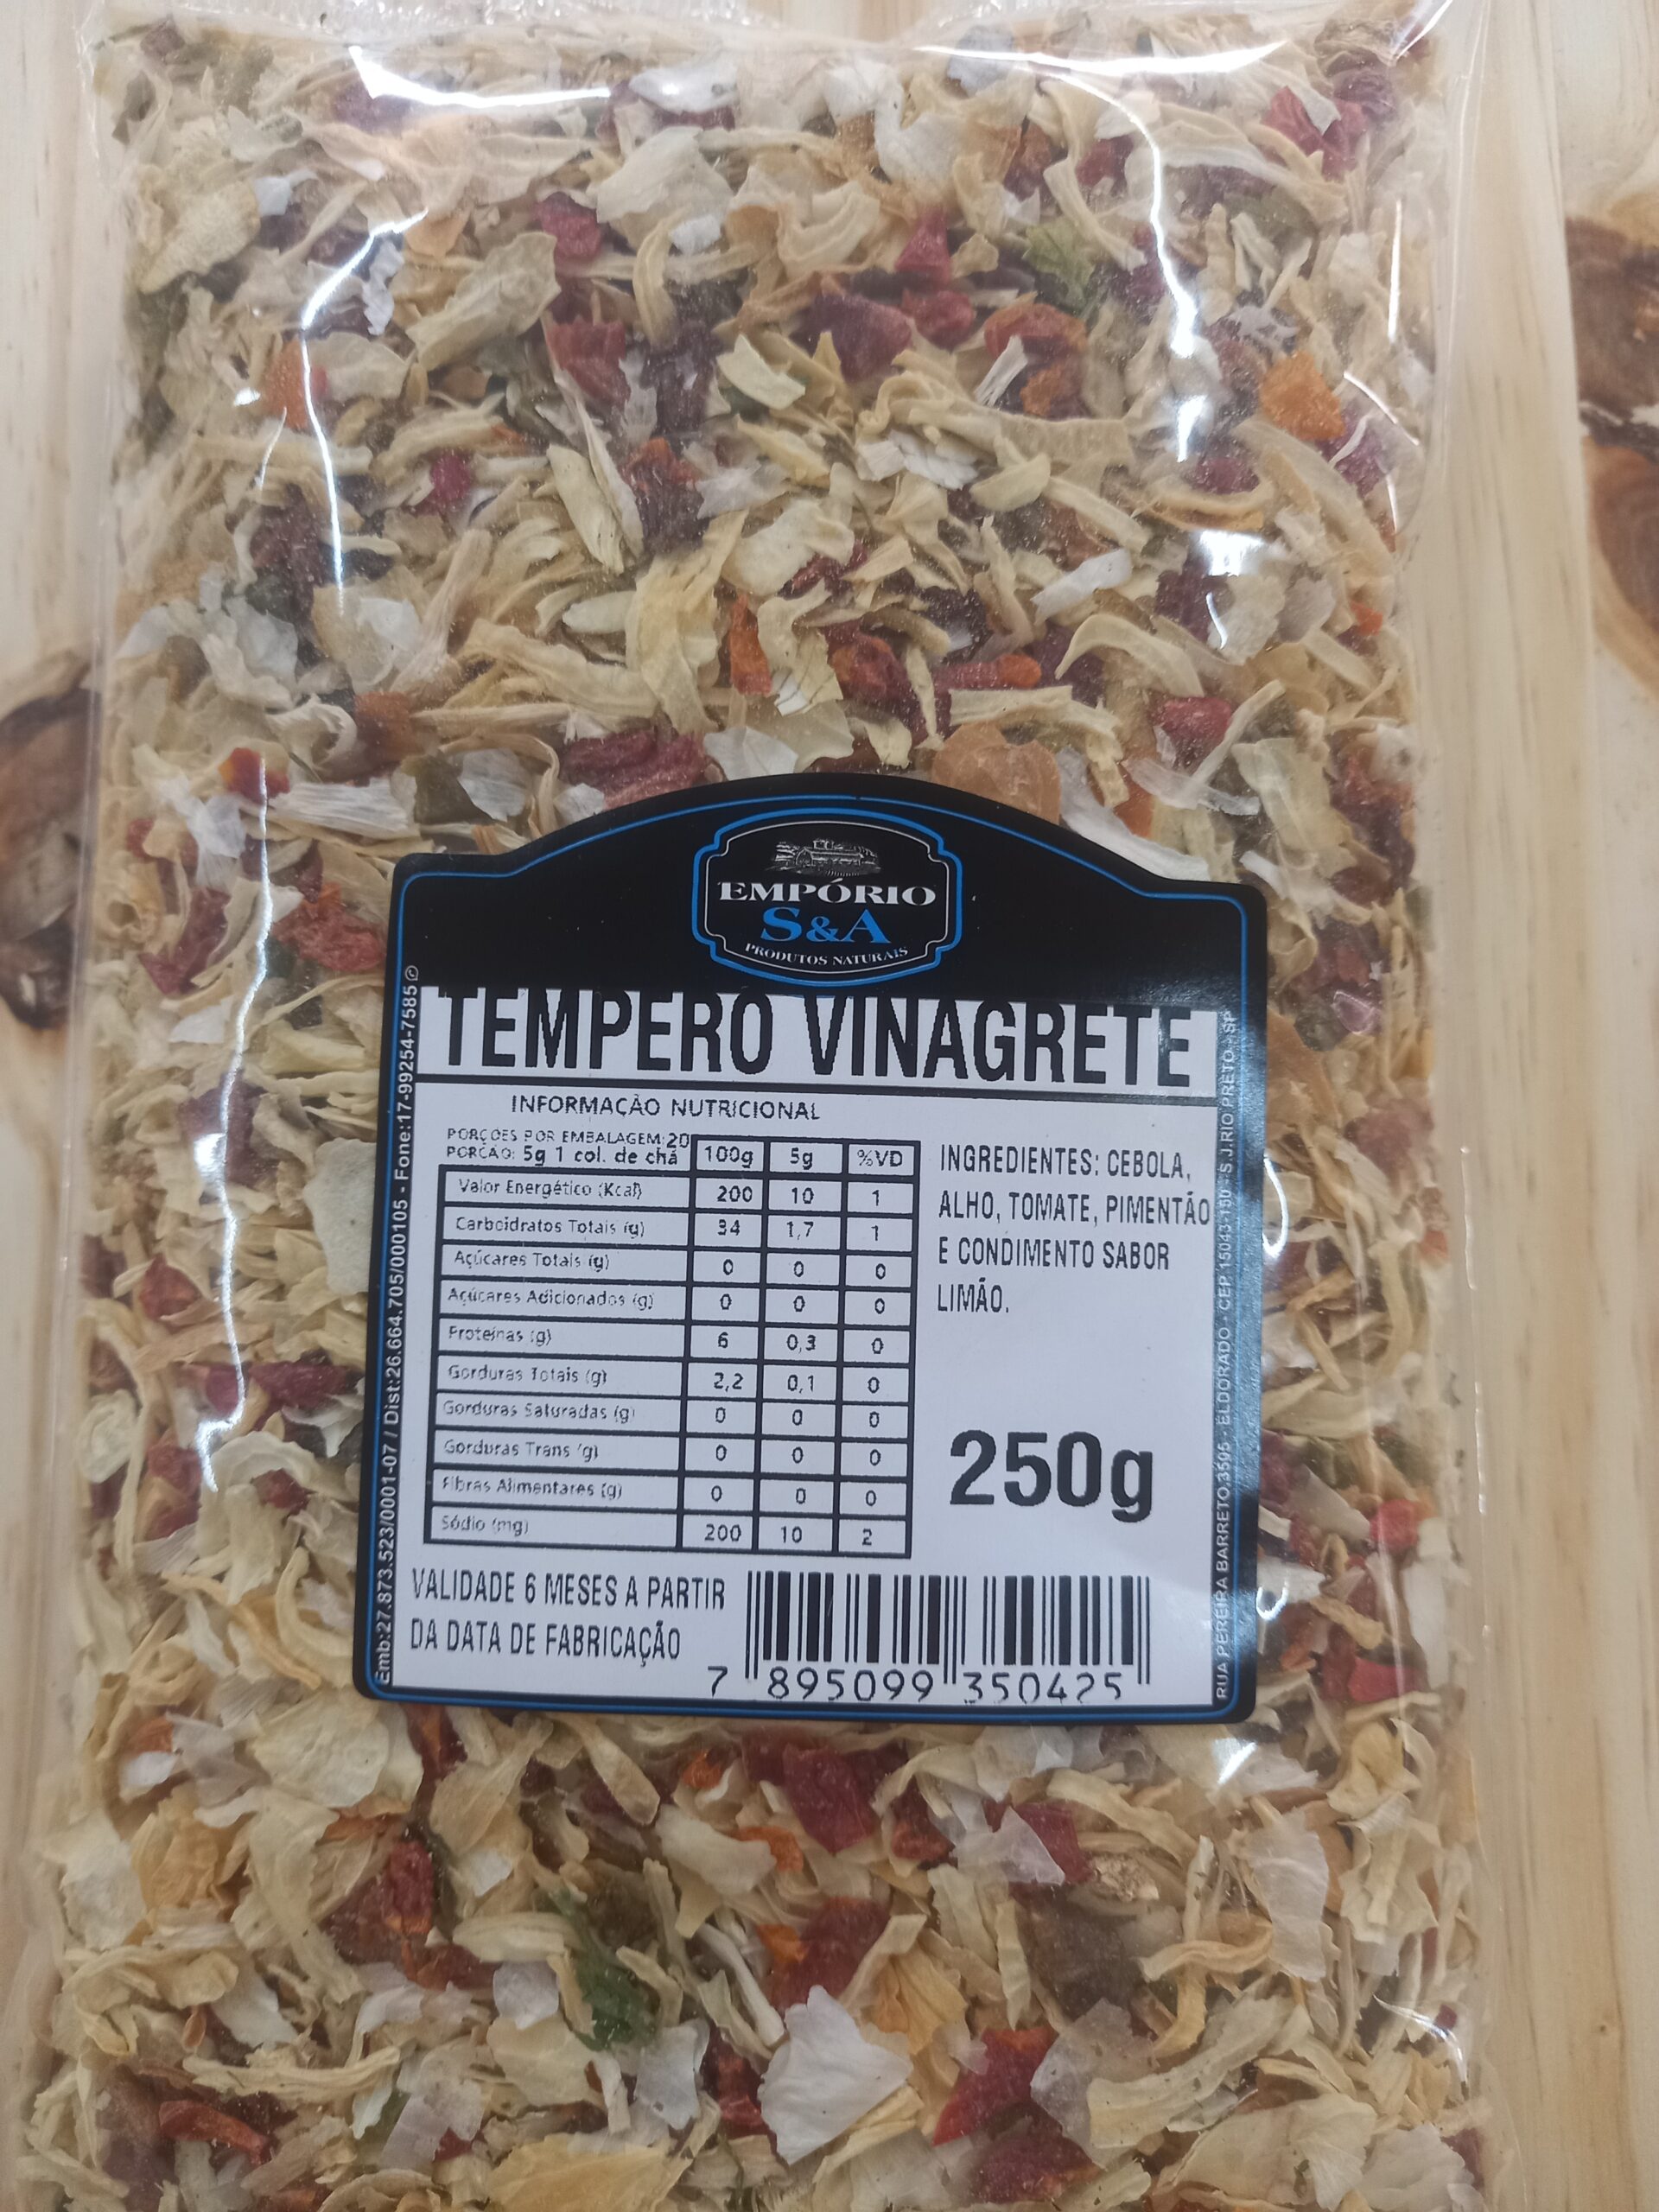 EMPÓRIO
S&A
PRODUTOS NATURAIS
TEMPERO VINAGRETE
INFORMAÇÃO NUTRICIONAL
PORÇÕES POR EMBALAGEM: 20
PORÇÃO: 5g 1 col. de chá 100g 5g %VD
Valor Energético (Kcal) 200 10 1
Carboidratos Totais (g) 34 1,7 1
Açúcares Totais (g) 0 0 0
Açúcares Adicionados (g) 0 0 0
Proteínas (g) 6 0,3 0
Gorduras Totais (g) 2,2 0,1 0
Gorduras Saturadas (g) 0 0 0
Gorduras Trans (g) 0 0 0
Fibras Alimentares (g) 0 0 0
Sódio (mg) 200 10 2
INGREDIENTES: CEBOLA,
ALHO, TOMATE, PIMENTÃO
E CONDIMENTO SABOR
LIMÃO.
250g
VALIDADE 6 MESES A PARTIR
DA DATA DE FABRICAÇÃO
7 895099 350425
Emb:27.873.523/0001-07 / Dist:26.664.705/000105 - Fone:17-99254-7585
RUA PEREIRA BARRETO,3595 - ELDORADO - CEP 15043-150 - S.J.RIO PRETO - SP